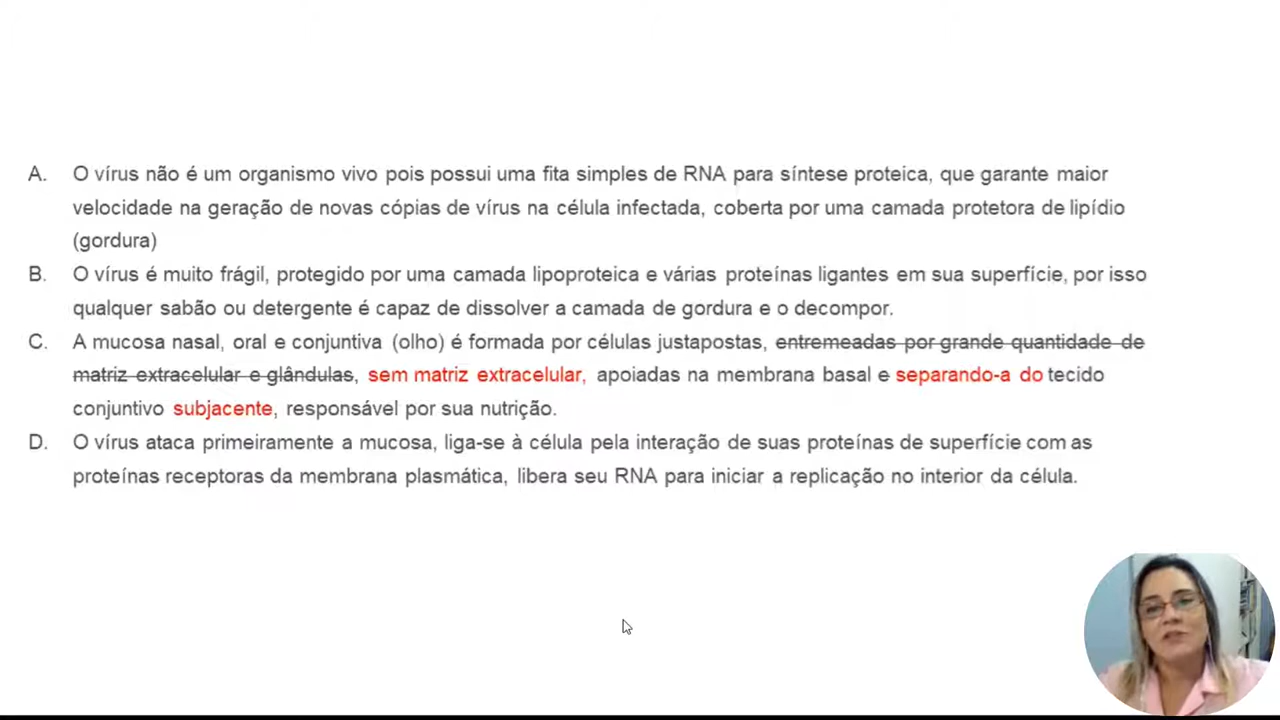 A. O vírus não é um organismo vivo pois possui uma fita simples de RNA para síntese proteica, que garante maior
velocidade na geração de novas cópias de vírus na célula infectada, coberta por uma camada protetora de lipídio
(gordura)
B. O vírus é muito frágil, protegido por uma camada lipoproteica e várias proteínas ligantes em sua superfície, por isso
qualquer sabão ou detergente é capaz de dissolver a camada de gordura e o decompor.
C. A mucosa nasal, oral e conjuntiva (olho) é formada por células justapostas, entremeadas por grande quantidade de
matriz extracelular e glândulas, sem matriz extracelular, apoiadas na membrana basal e separando-a do tecido
conjuntivo subjacente, responsável por sua nutrição.
D. O vírus ataca primeiramente a mucosa, liga-se à célula pela interação de suas proteínas de superfície com as
proteínas receptoras da membrana plasmática, libera seu RNA para iniciar a replicação no interior da célula.